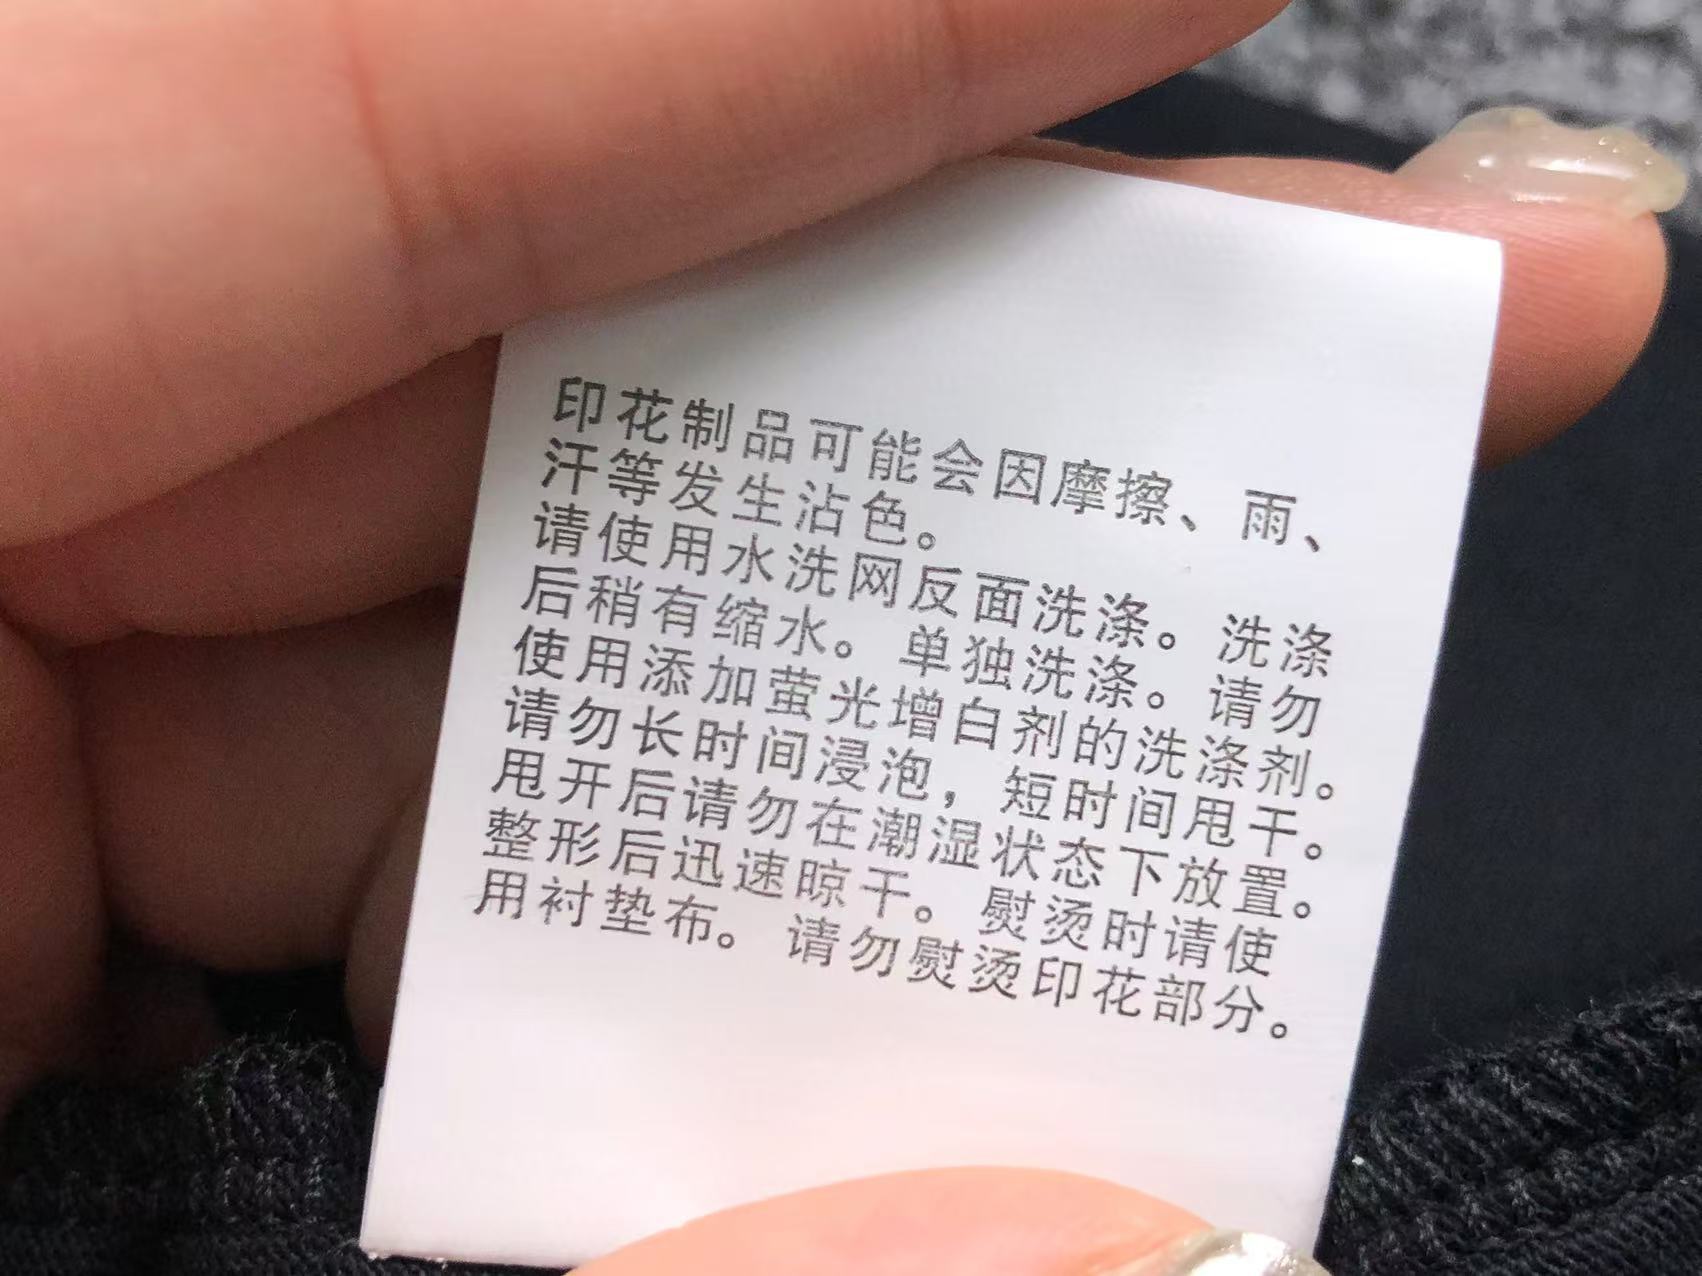 印花制品可能会因摩擦、雨、
汗等发生沾色。
请使用水洗网反面洗涤。洗涤
后稍有缩水。单独洗涤。请勿
使用添加萤光增白剂的洗涤剂。
请勿长时间浸泡，短时间甩干。
甩开后请勿在潮湿状态下放置。
整形后迅速晾干。熨烫时请使
用衬垫布。请勿熨烫印花部分。